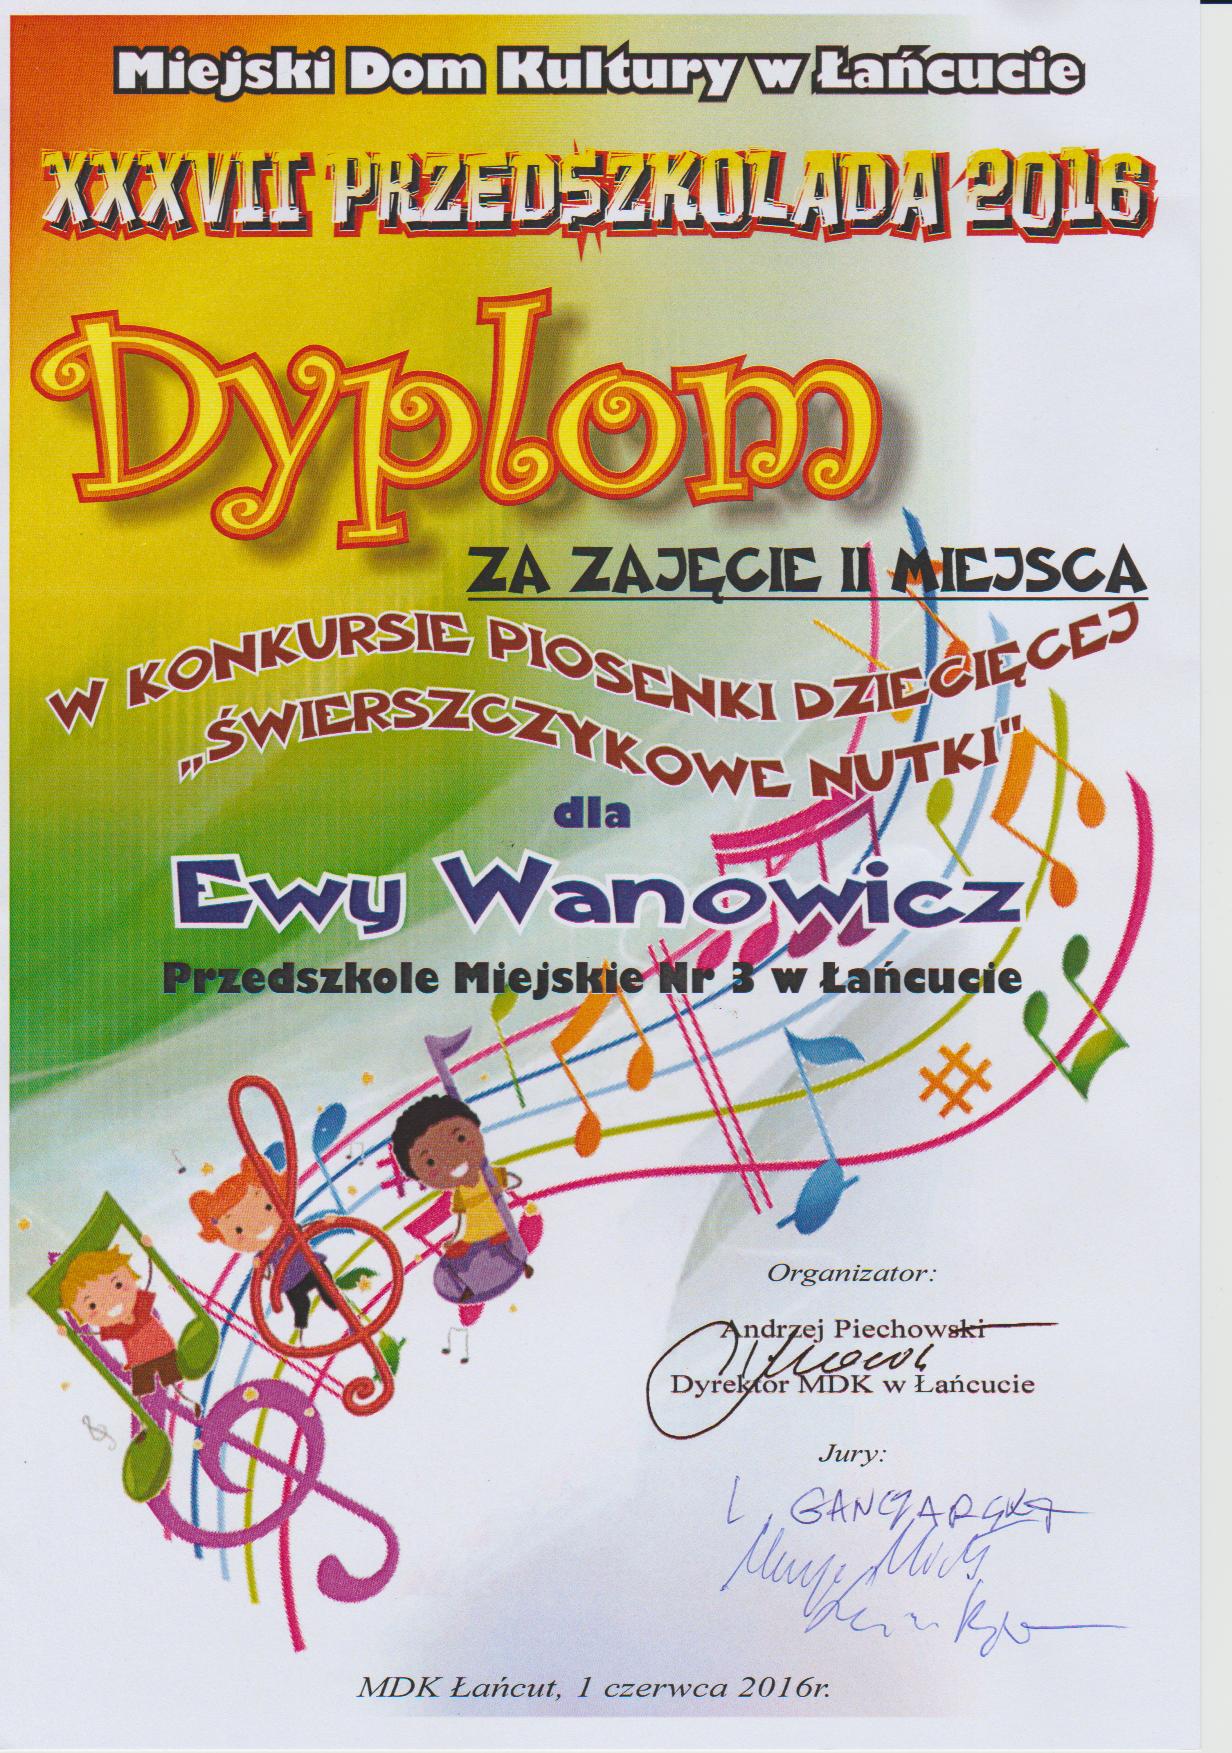 Miejski Dom Kultury w Łańcucie
XXXVII PRZEDSZKOLADA 2016
Dyplom
ZA ZAJĘCIE II MIEJSCA
W KONKURSIE PIOSENKI DZIECIĘCEJ
„ŚWIERSZCZYKOWE NUTKI"
dla
Ewy Wanowicz
Przedszkole Miejskie Nr 3 w Łańcucie
Organizator:
Andrzej Piechowski
Dyrektor MDK w Łańcucie
Jury:
MDK Łańcut, 1 czerwca 2016r.